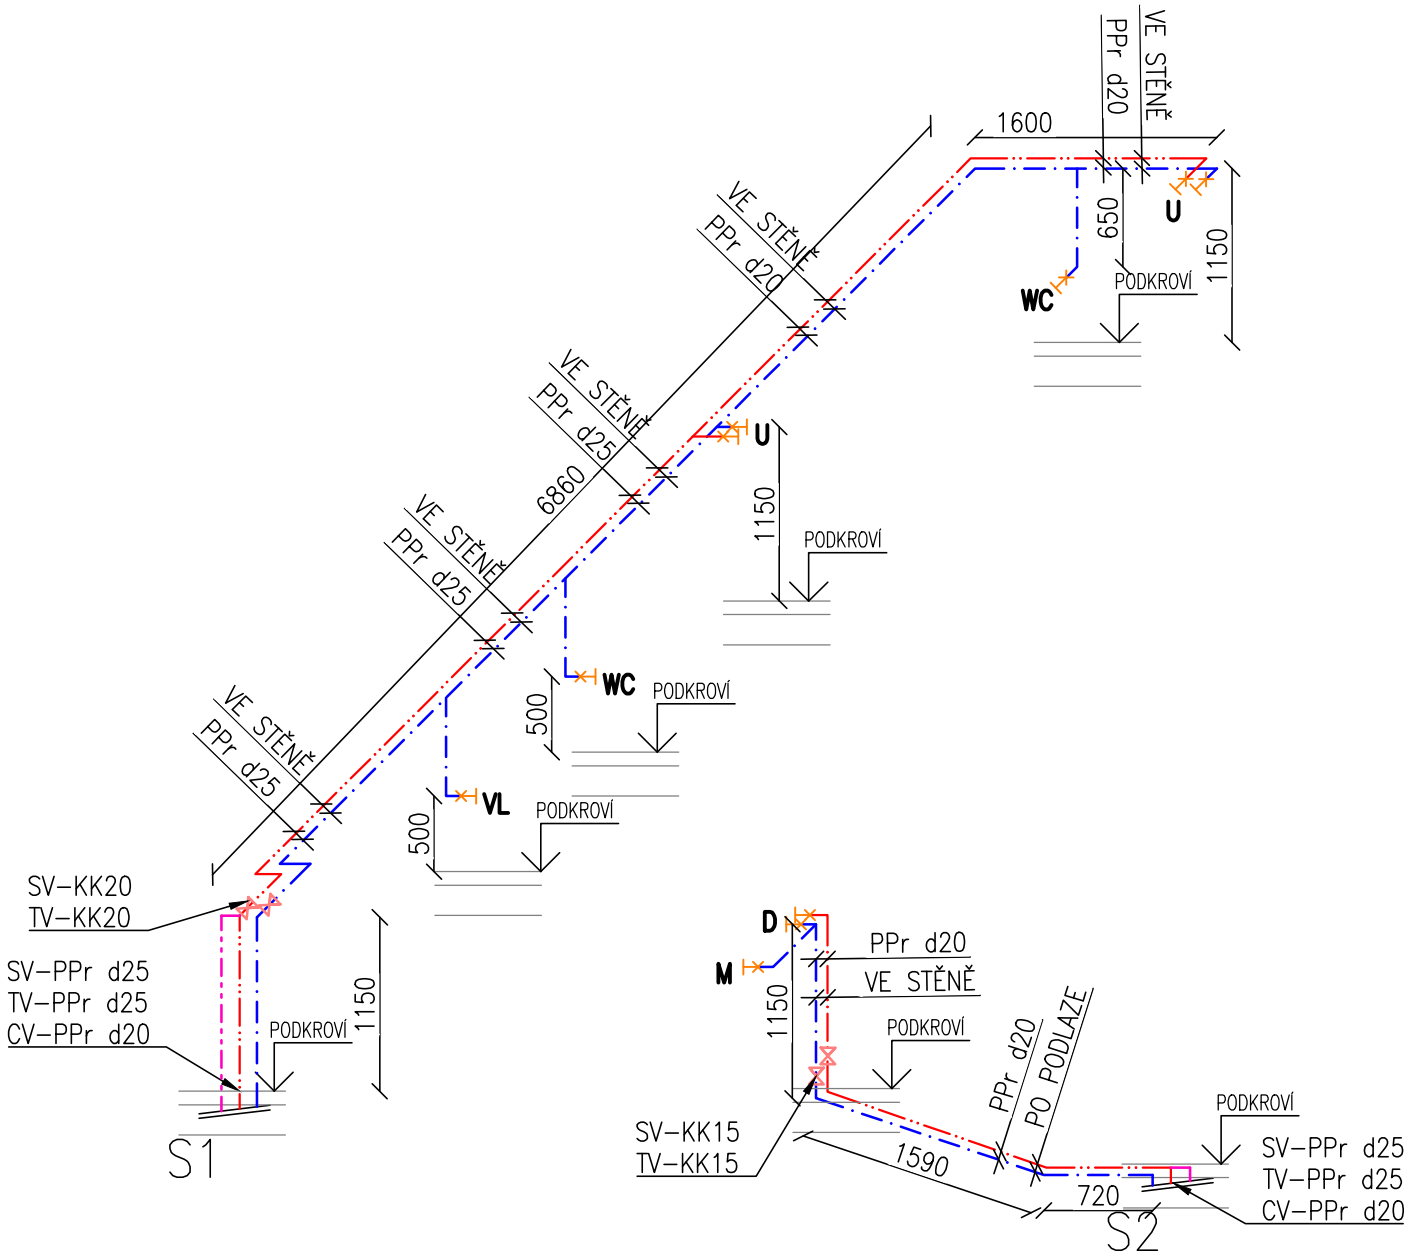 VE STĚNĚ
PPr d20
1600
U
650
1150
VE STĚNĚ
PPr d20
WC
PODKROVÍ
VE STĚNĚ
PPr d25
U
6860
1150
PODKROVÍ
VE STĚNĚ
PPr d25
WC
500
PODKROVÍ
VE STĚNĚ
PPr d25
VL
500
PODKROVÍ
SV-KK20
TV-KK20
SV-PPr d25
TV-PPr d25
CV-PPr d20
1150
PODKROVÍ
S1
D
M
PPr d20
VE STĚNĚ
1150
PODKROVÍ
PPr d20
PO PODLAZE
SV-KK15
TV-KK15
1590
720
PODKROVÍ
SV-PPr d25
TV-PPr d25
CV-PPr d20
S2